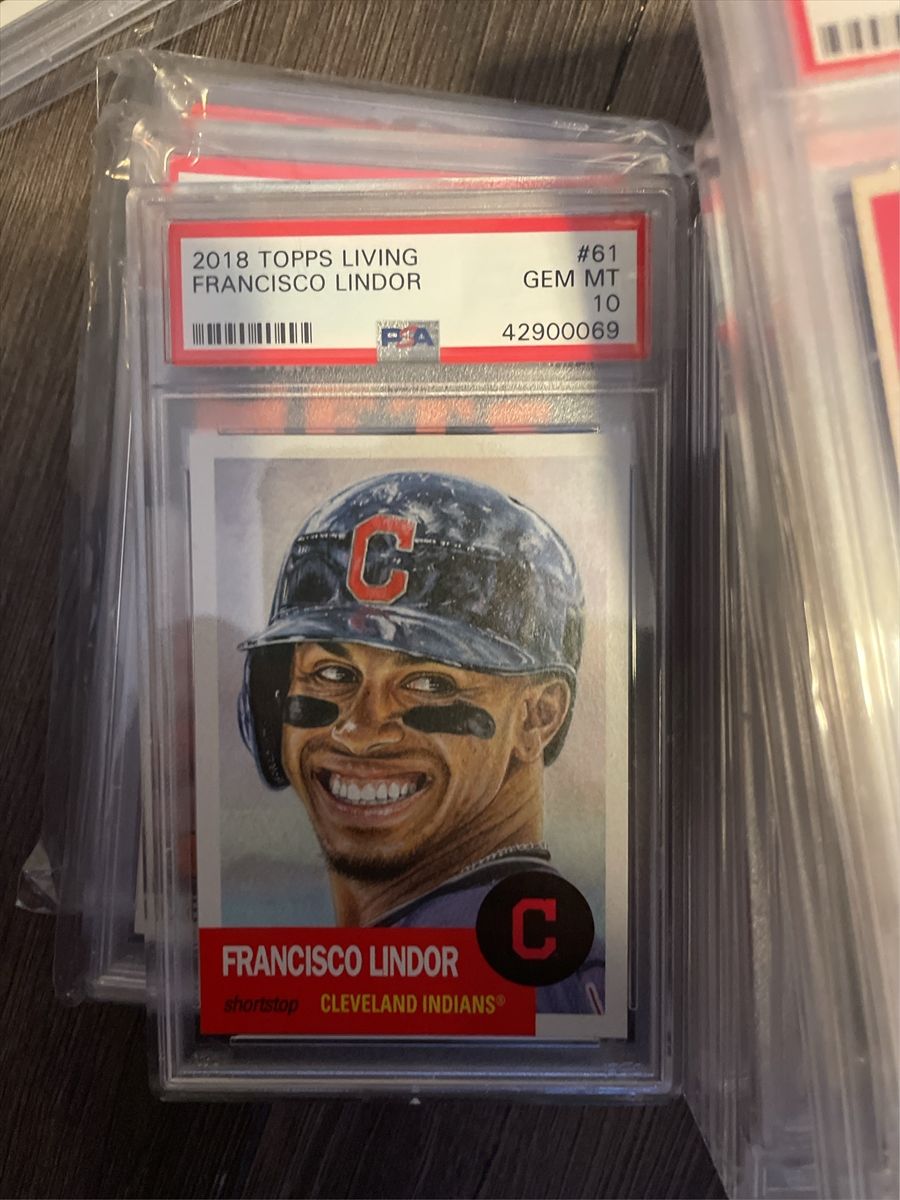 2018 TOPPS LIVING #61
FRANCISCO LINDOR GEM MT
10
42900069
PSA
C
C
FRANCISCO LINDOR
shortstop CLEVELAND INDIANS®